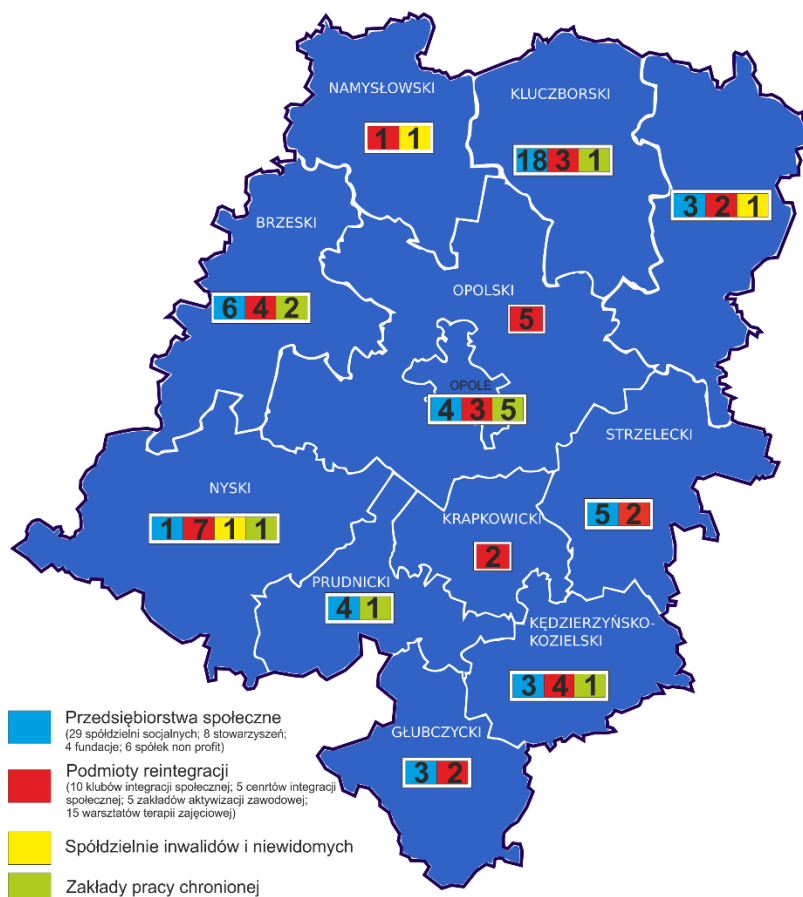 NAMYSŁOWSKI
1 1
KLUCZBORSKI
18 3 1
3 2 1
BRZESKI
6 4 2
OPOLSKI
5
OPOLE
4 3 5
STRZELECKI
5 2
NYSKI
1 7 1 1
KRAPKOWICKI
2
PRUDNICKI
4 1
KĘDZIERZYŃSKO-
KOZIELSKI
3 4 1
GŁUBCZYCKI
3 2
Przedsiębiorstwa społeczne
(29 spółdzielni socjalnych; 8 stowarzyszeń;
4 fundacje; 6 spółek non profit)
Podmioty reintegracji
(10 klubów integracji społecznej; 5 cenrtów integracji
społecznej; 5 zakładów aktywizacji zawodowej;
15 warsztatów terapii zajęciowej)
Spółdzielnie inwalidów i niewidomych
Zakłady pracy chronionej